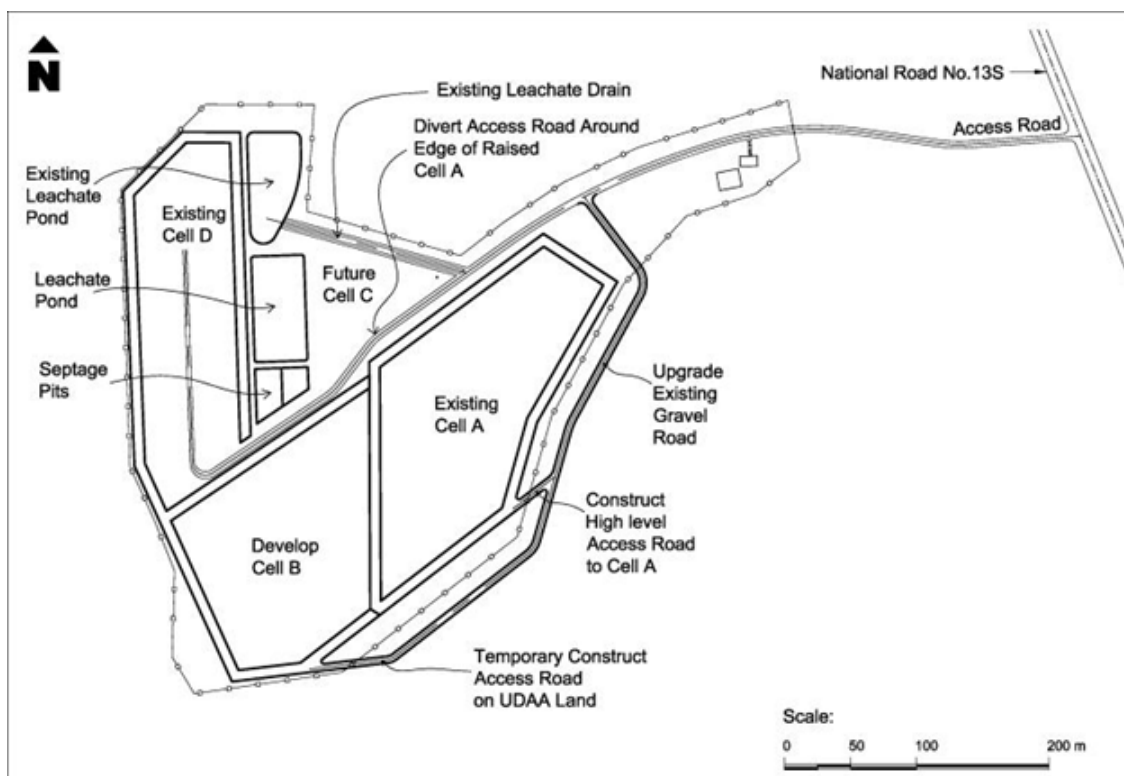 N
National Road No.13S
Existing Leachate Drain
Access Road
Divert Access Road Around
Edge of Raised
Cell A
Existing
Leachate
Pond
Existing
Cell D
Leachate
Pond
Future
Cell C
Septage
Pits
Existing
Cell A
Upgrade
Existing
Gravel
Road
Construct
High level
Access Road
to Cell A
Develop
Cell B
Temporary Construct
Access Road
on UDAA Land
Scale:
0 50 100 200 m